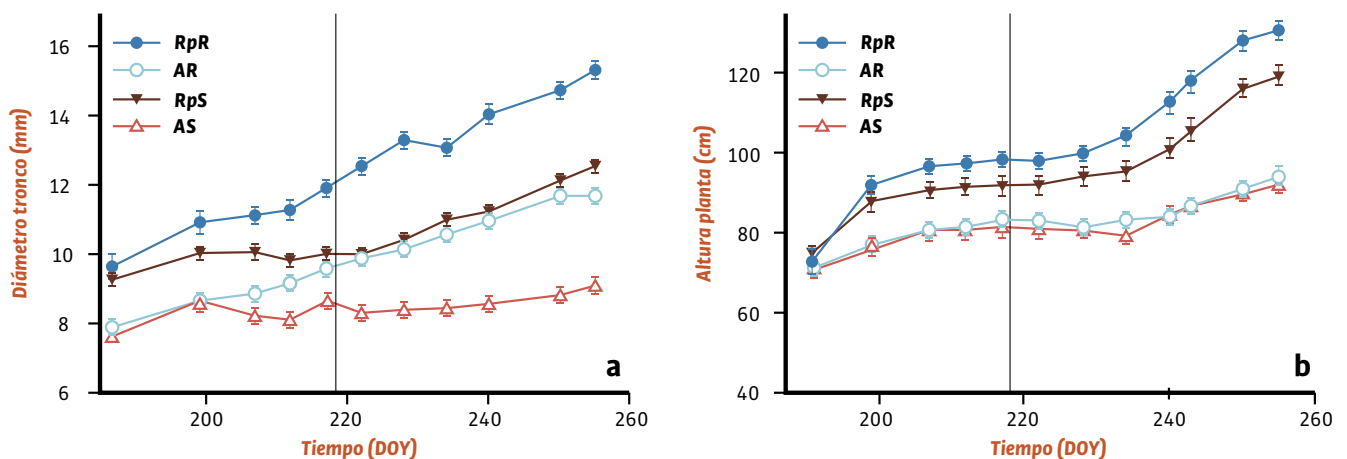 Diámetro tronco (mm)
16
14
12
10
8
6
RpR
AR
RpS
AS
a
200
220
240
260
Tiempo (DOY)
Altura planta (cm)
120
100
80
60
40
RpR
AR
RpS
AS
b
200
220
240
260
Tiempo (DOY)